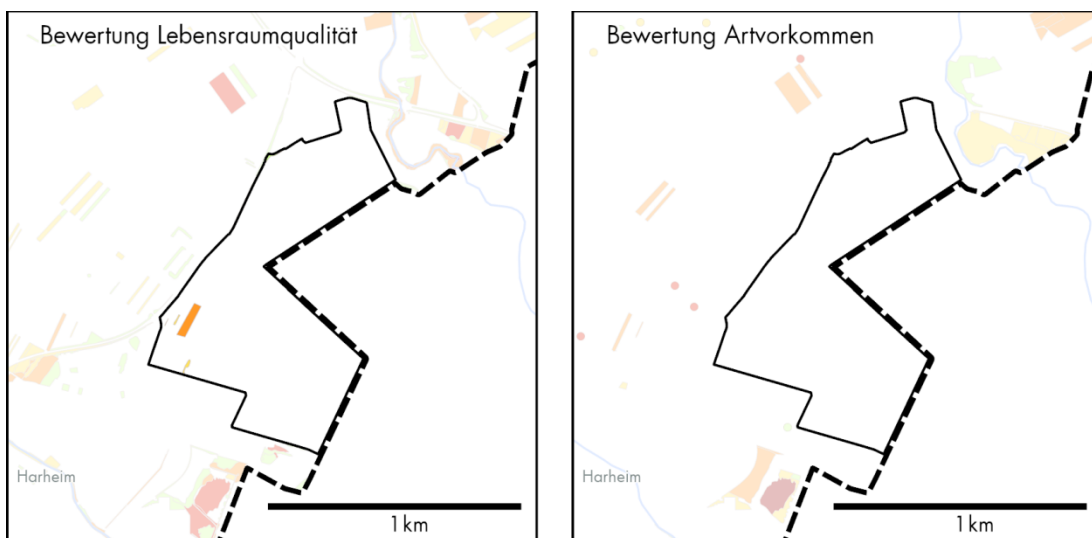 Bewertung Lebensraumqualität
Harheim
1 km
Bewertung Artvorkommen
Harheim
1 km